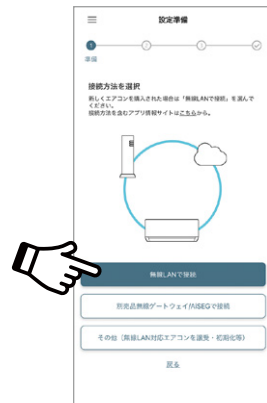 設定準備
1
2
3
準備
接続方法を選択
新しくエアコンを購入された場合は「無線LANで接続」を選んで
ください。
接続方法を含むアプリ情報サイトはこちらから。
無線LANで接続
別売品無線ゲートウェイ/AiSEGで接続
その他（無線LAN対応エアコンを譲受・初期化等）
戻る